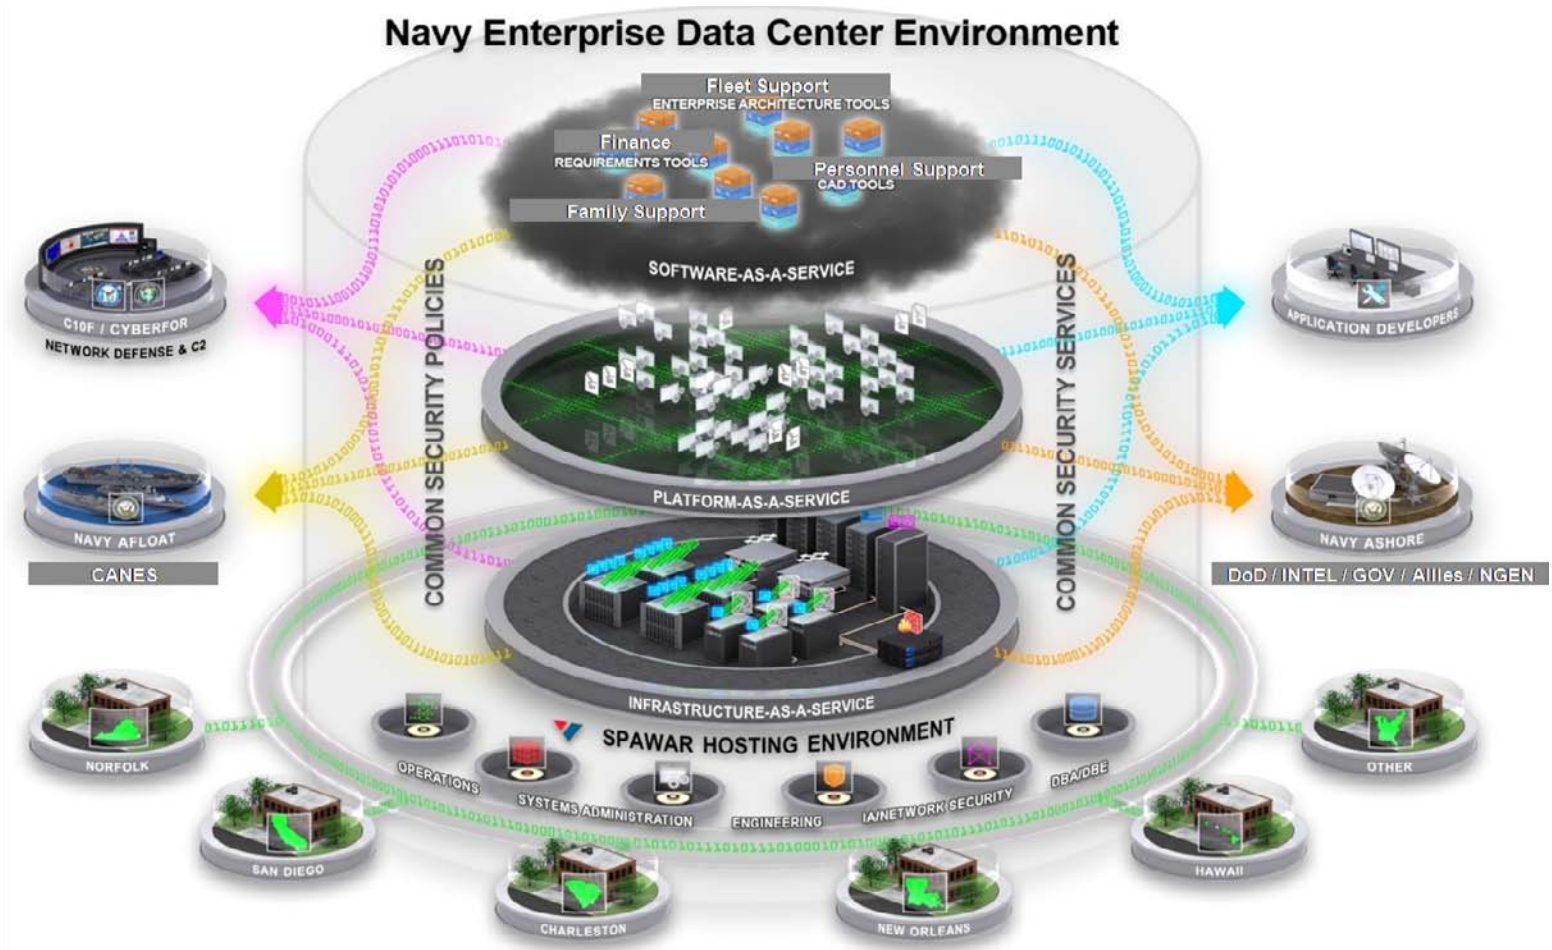 Navy Enterprise Data Center Environment
Fleet Support
ENTERPRISE ARCHITECTURE TOOLS
Finance
REQUIREMENTS TOOLS
Personnel Support
CAD TOOLS
Family Support
SOFTWARE-AS-A-SERVICE
COMMON SECURITY POLICIES
COMMON SECURITY SERVICES
C10F / CYBERFOR
NETWORK DEFENSE & C2
APPLICATION DEVELOPERS
PLATFORM-AS-A-SERVICE
NAVY AFLOAT
CANES
NAVY ASHORE
DoD / INTEL / GOV / Allies / NGEN
INFRASTRUCTURE-AS-A-SERVICE
SPAWAR HOSTING ENVIRONMENT
OPERATIONS
SYSTEMS ADMINISTRATION
ENGINEERING
IA/NETWORK SECURITY
DBA/DBE
NORFOLK
SAN DIEGO
CHARLESTON
NEW ORLEANS
HAWAII
OTHER